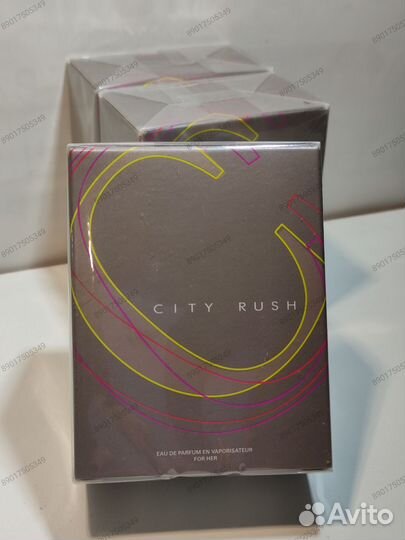 CITY RUSH
EAU DE PARFUM EN VAPORISATEUR
FOR HER
89017505349
Avito